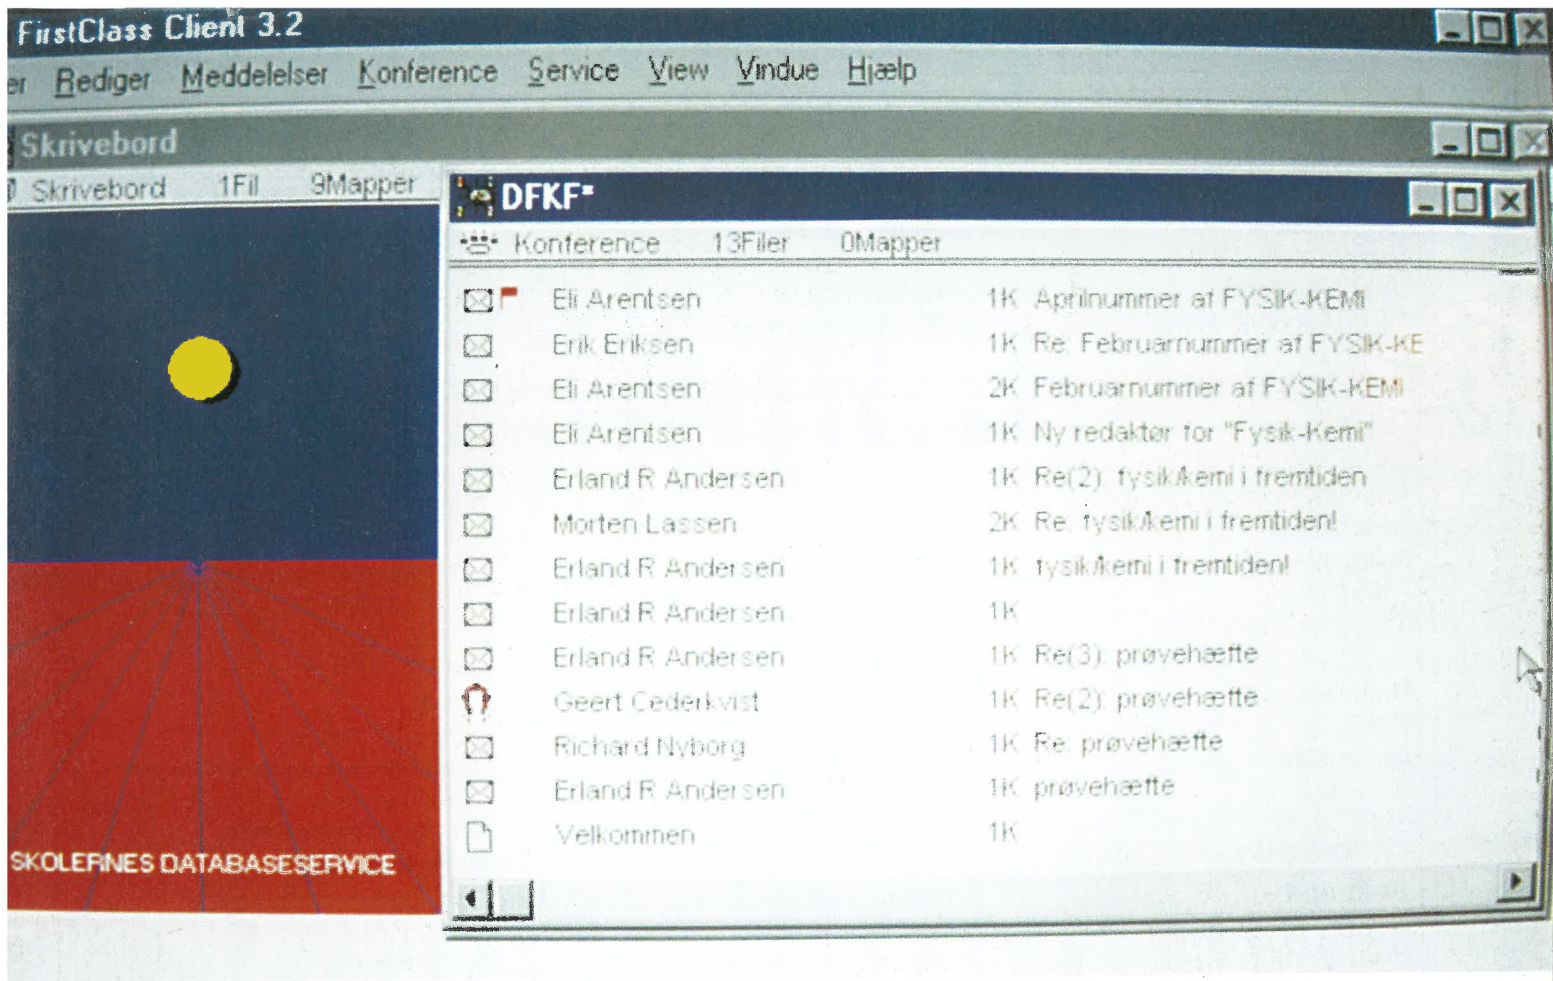 FirstClass Client 3.2
er Rediger Meddelelser Konference Service View Vindue Hjælp
Skrivebord
Skrivebord 1Fil 9Mapper
DFKF*
Konference 13Filer 0Mapper
Eli Arentsen 1K Aprilnummer af FYSIK-KEMI
Erik Eriksen 1K Re: Februarnummer af FYSIK-KE
Eli Arentsen 2K Februarnummer af FYSIK-KEMI
Eli Arentsen 1K Ny redaktør for "Fysik-Kemi"
Erland R Andersen 1K Re(2): fysik/kemi i fremtiden
Morten Lassen 2K Re: fysik/kemi i fremtiden!
Erland R Andersen 1K fysik/kemi i fremtiden!
Erland R Andersen 1K
Erland R Andersen 1K Re(3): prøvehæfte
Geert Cederkvist 1K Re(2): prøvehæfte
Richard Nyborg 1K Re: prøvehæfte
Erland R Andersen 1K prøvehæfte
Velkommen 1K
SKOLERNES DATABASESERVICE